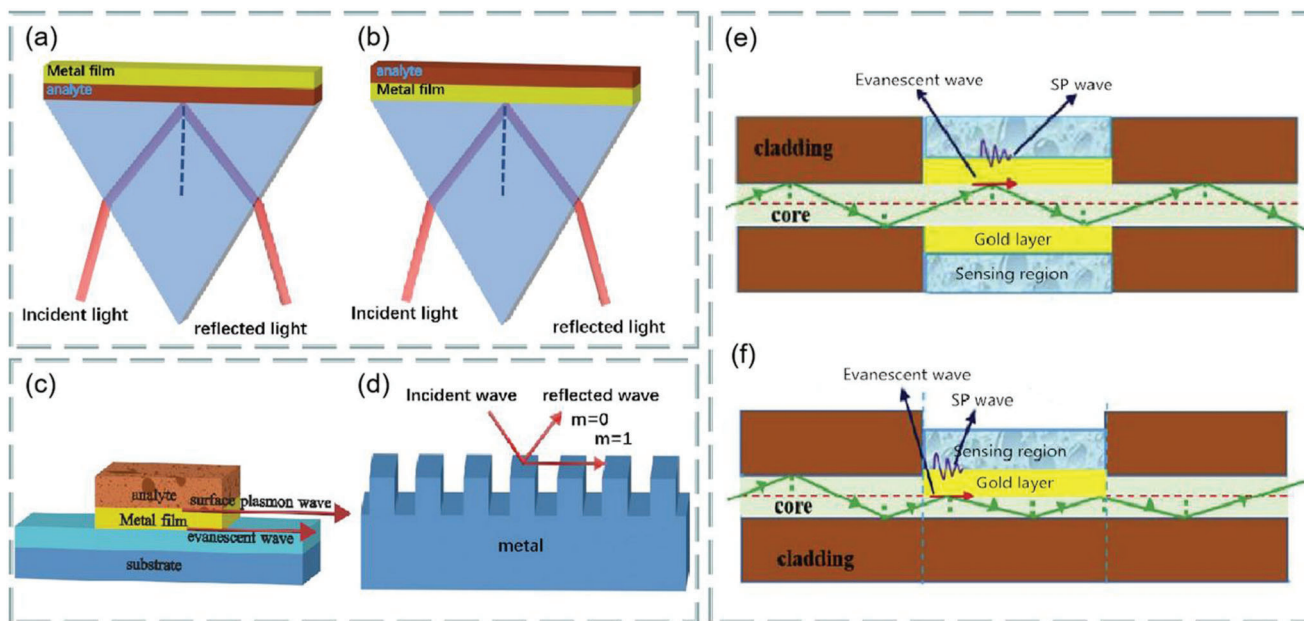 (a)
Metal film
analyte
Incident light
reflected light
(b)
analyte
Metal film
Incident light
reflected light
(c)
analyte
surface plasmon wave
Metal film
evanescent wave
substrate
(d)
Incident wave
reflected wave
m=0
m=1
metal
(e)
Evanescent wave
SP wave
cladding
core
Gold layer
Sensing region
(f)
Evanescent wave
SP wave
Sensing region
Gold layer
core
cladding